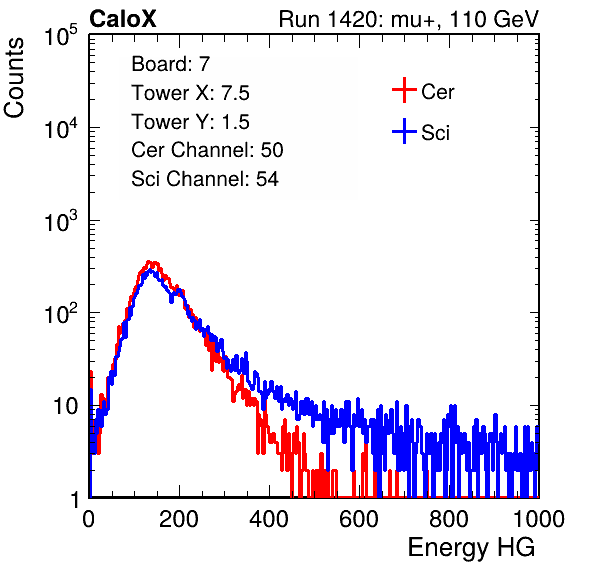 CaloX Run 1420: mu+, 110 GeV
Counts
Board: 7
Tower X: 7.5
Tower Y: 1.5
Cer Channel: 50
Sci Channel: 54
Cer
Sci
10^5
10^4
10^3
10^2
10
1
0 200 400 600 800 1000
Energy HG